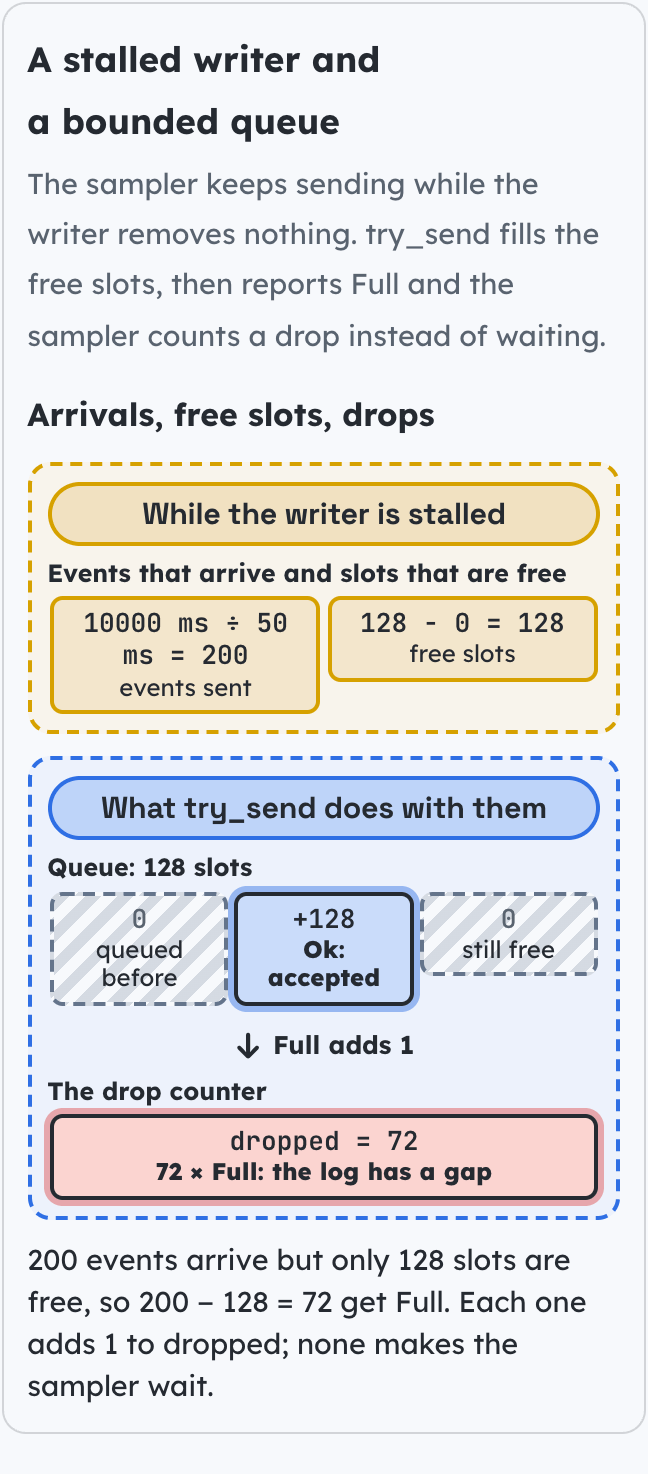 A stalled writer and
a bounded queue
The sampler keeps sending while the
writer removes nothing. try_send fills the
free slots, then reports Full and the
sampler counts a drop instead of waiting.
Arrivals, free slots, drops
While the writer is stalled
Events that arrive and slots that are free
10000 ms ÷ 50
ms = 200
events sent
128 - 0 = 128
free slots
What try_send does with them
Queue: 128 slots
0
queued
before
+128
Ok:
accepted
0
still free
↓ Full adds 1
The drop counter
dropped = 72
72 × Full: the log has a gap
200 events arrive but only 128 slots are
free, so 200 − 128 = 72 get Full. Each one
adds 1 to dropped; none makes the
sampler wait.